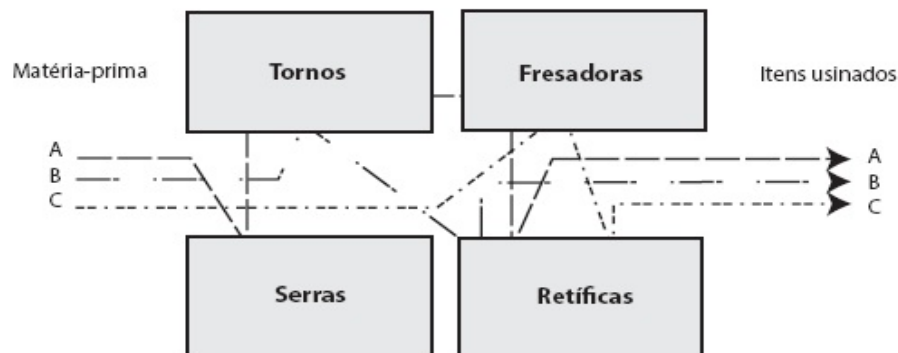 Tornos
Fresadoras
Matéria-prima
Itens usinados
A
B
C
A
B
C
Serras
Retíficas